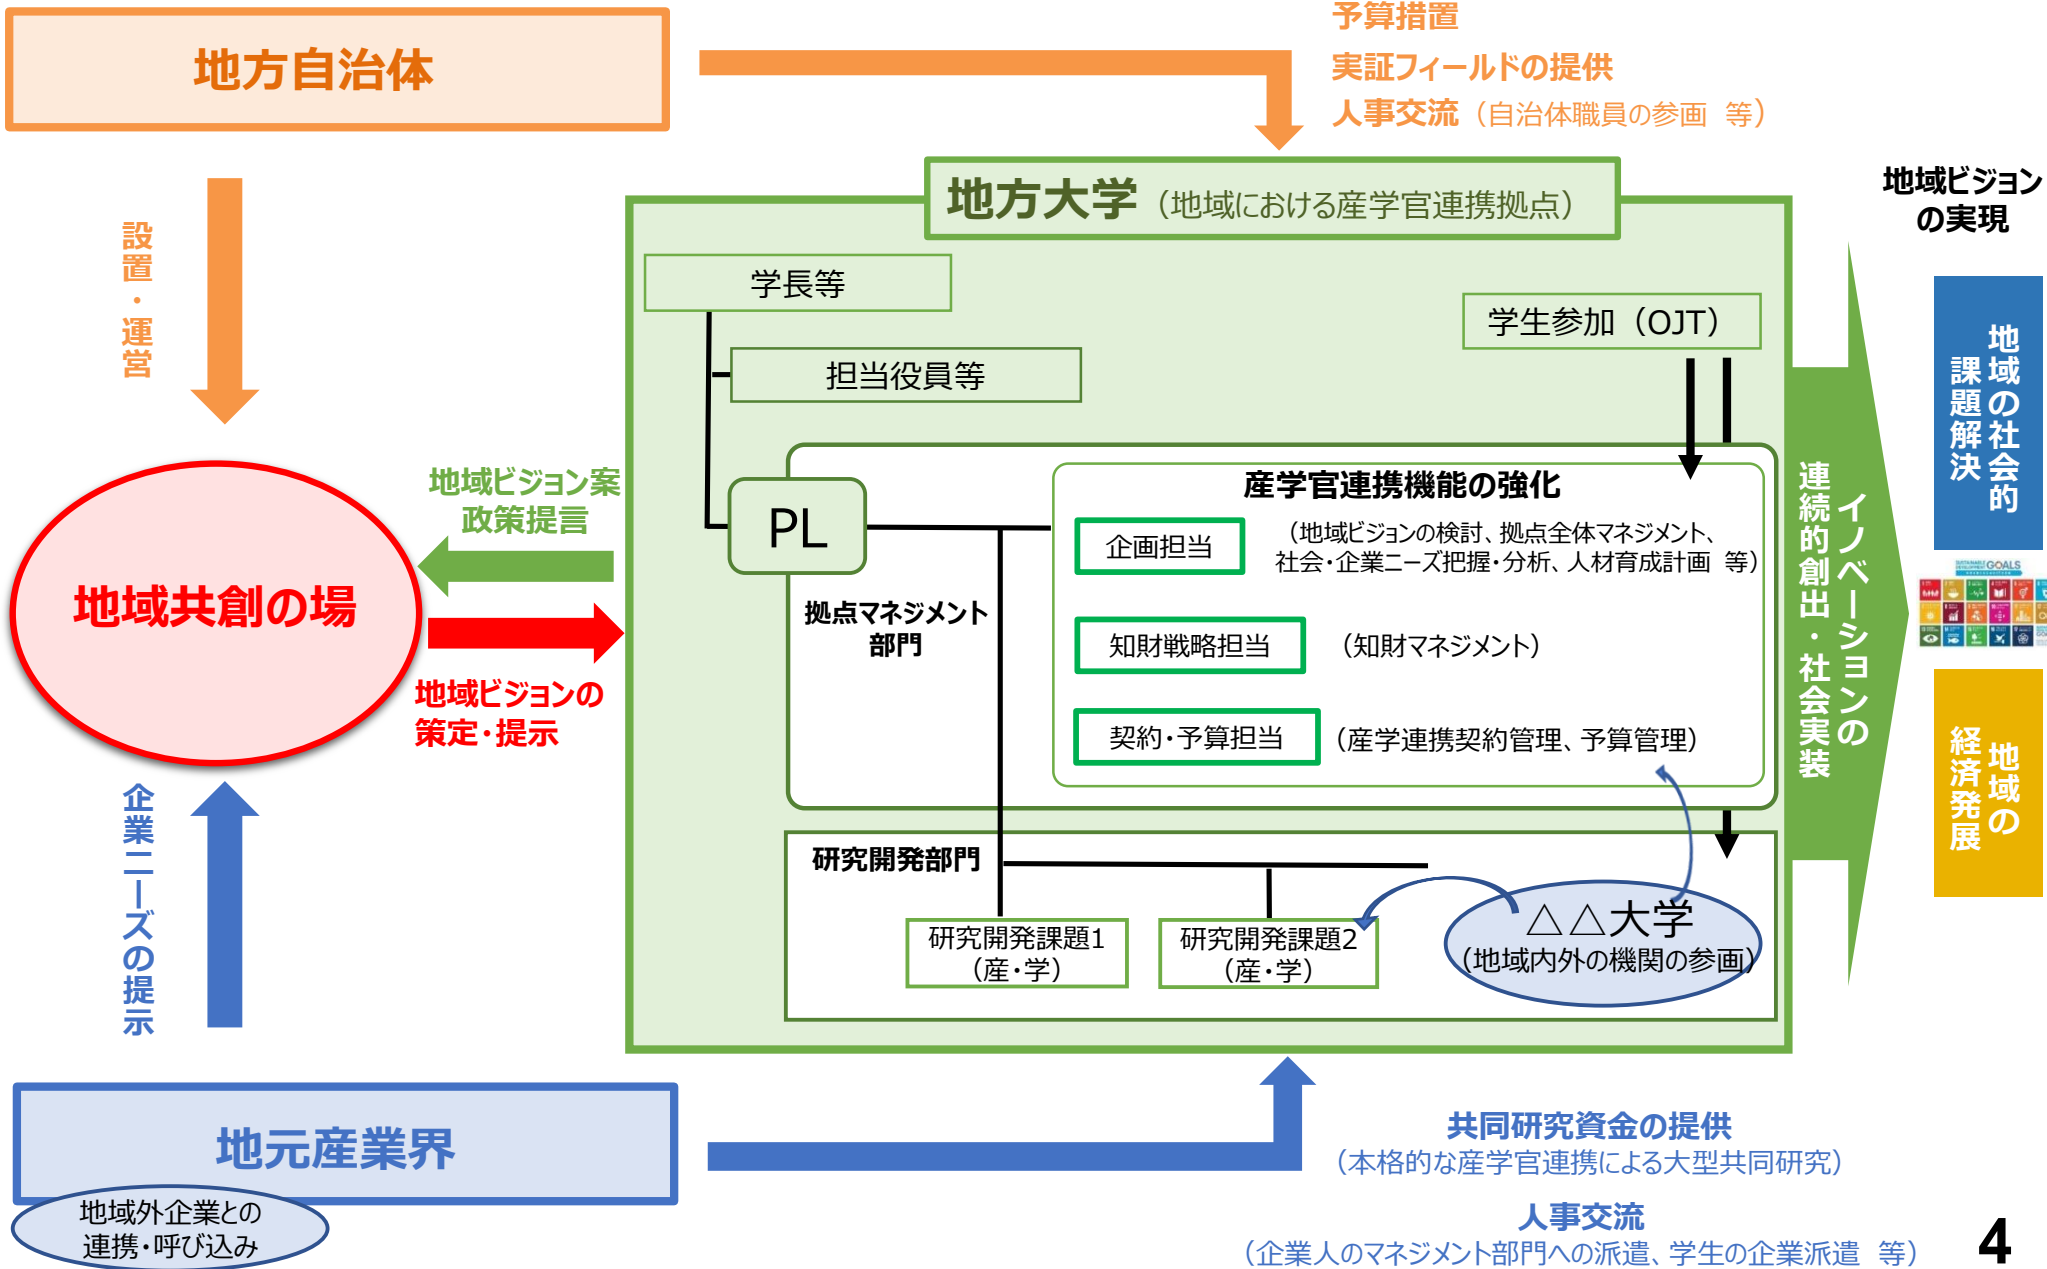 地方自治体
予算措置
実証フィールドの提供
人事交流（自治体職員の参画　等）
設置・運営
地方大学（地域における産学官連携拠点）
地域ビジョン
の実現
学長等
担当役員等
学生参加（OJT）
地域の社会的
課題解決
地域ビジョン案
政策提言
地域共創の場
地域ビジョンの
策定・提示
PL
拠点マネジメント
部門
産学官連携機能の強化
企画担当
（地域ビジョンの検討、拠点全体マネジメント、
社会・企業ニーズ把握・分析、人材育成計画　等）
知財戦略担当
（知財マネジメント）
契約・予算担当
（産学連携契約管理、予算管理）
イノベーションの
連続的創出・社会実装
SUSTAINABLE
DEVELOPMENT GOALS
地域の
経済発展
企業ニーズの提示
研究開発部門
研究開発課題1
（産・学）
研究開発課題2
（産・学）
△△大学
（地域内外の機関の参画）
地元産業界
地域外企業との
連携・呼び込み
共同研究資金の提供
（本格的な産学官連携による大型共同研究）
人事交流
（企業人のマネジメント部門への派遣、学生の企業派遣　等）
4